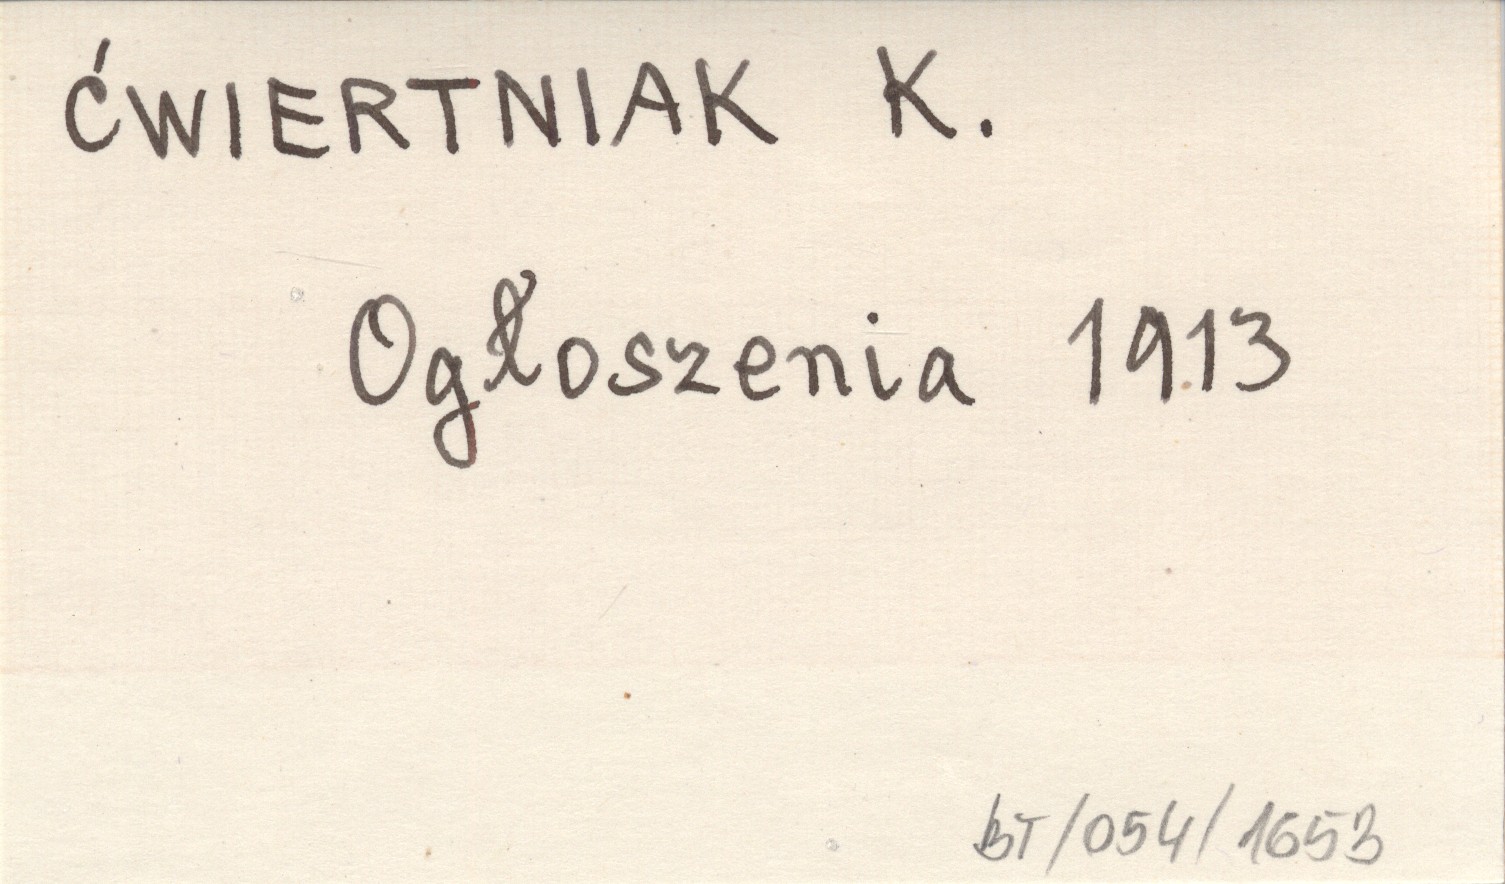 ĆWIERTNIAK K.
Ogłoszenia 1913
BT/054/1653